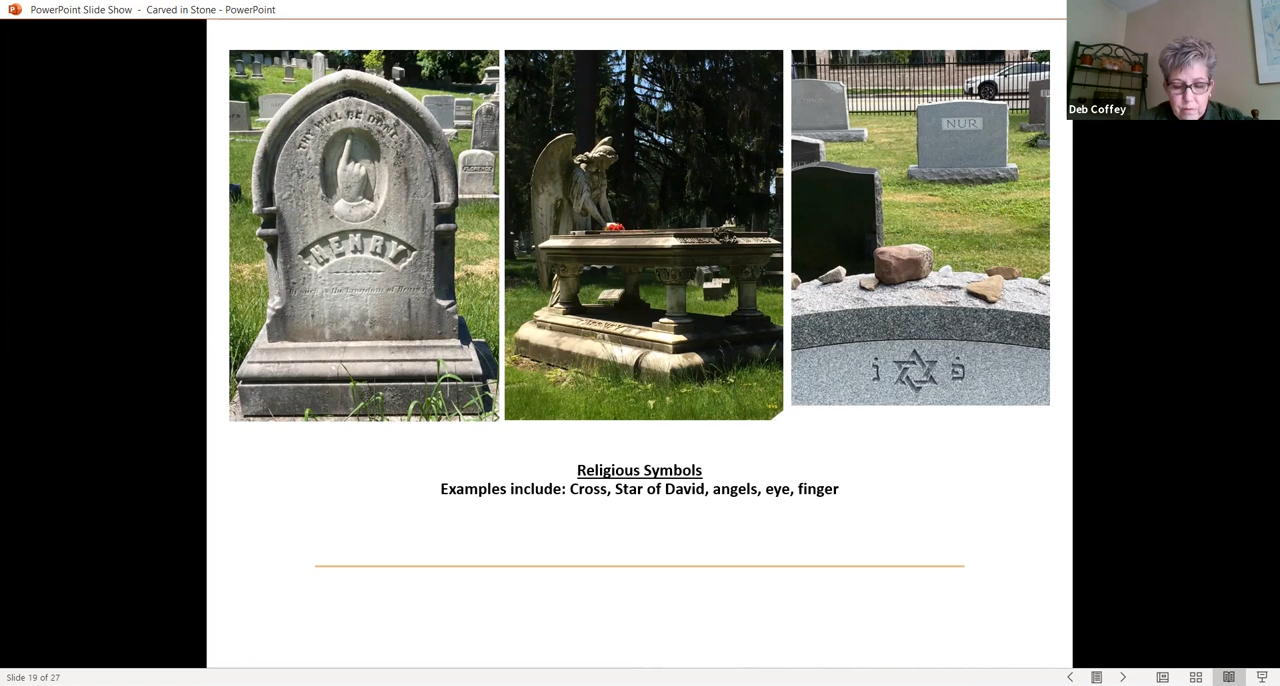 PowerPoint Slide Show - Carved in Stone - PowerPoint
Deb Coffey
THY WILL BE DONE
HENRY
FLORENCE
NUR
נ פ
Religious Symbols
Examples include: Cross, Star of David, angels, eye, finger
Slide 19 of 27